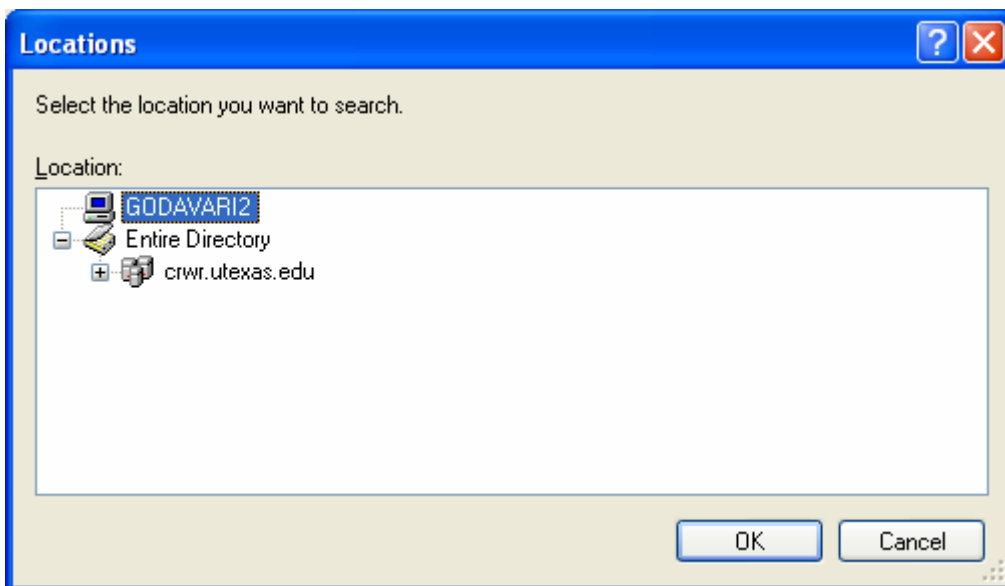 Locations
Select the location you want to search.
Location:
GODAVARI2
Entire Directory
crwr.utexas.edu
OK Cancel